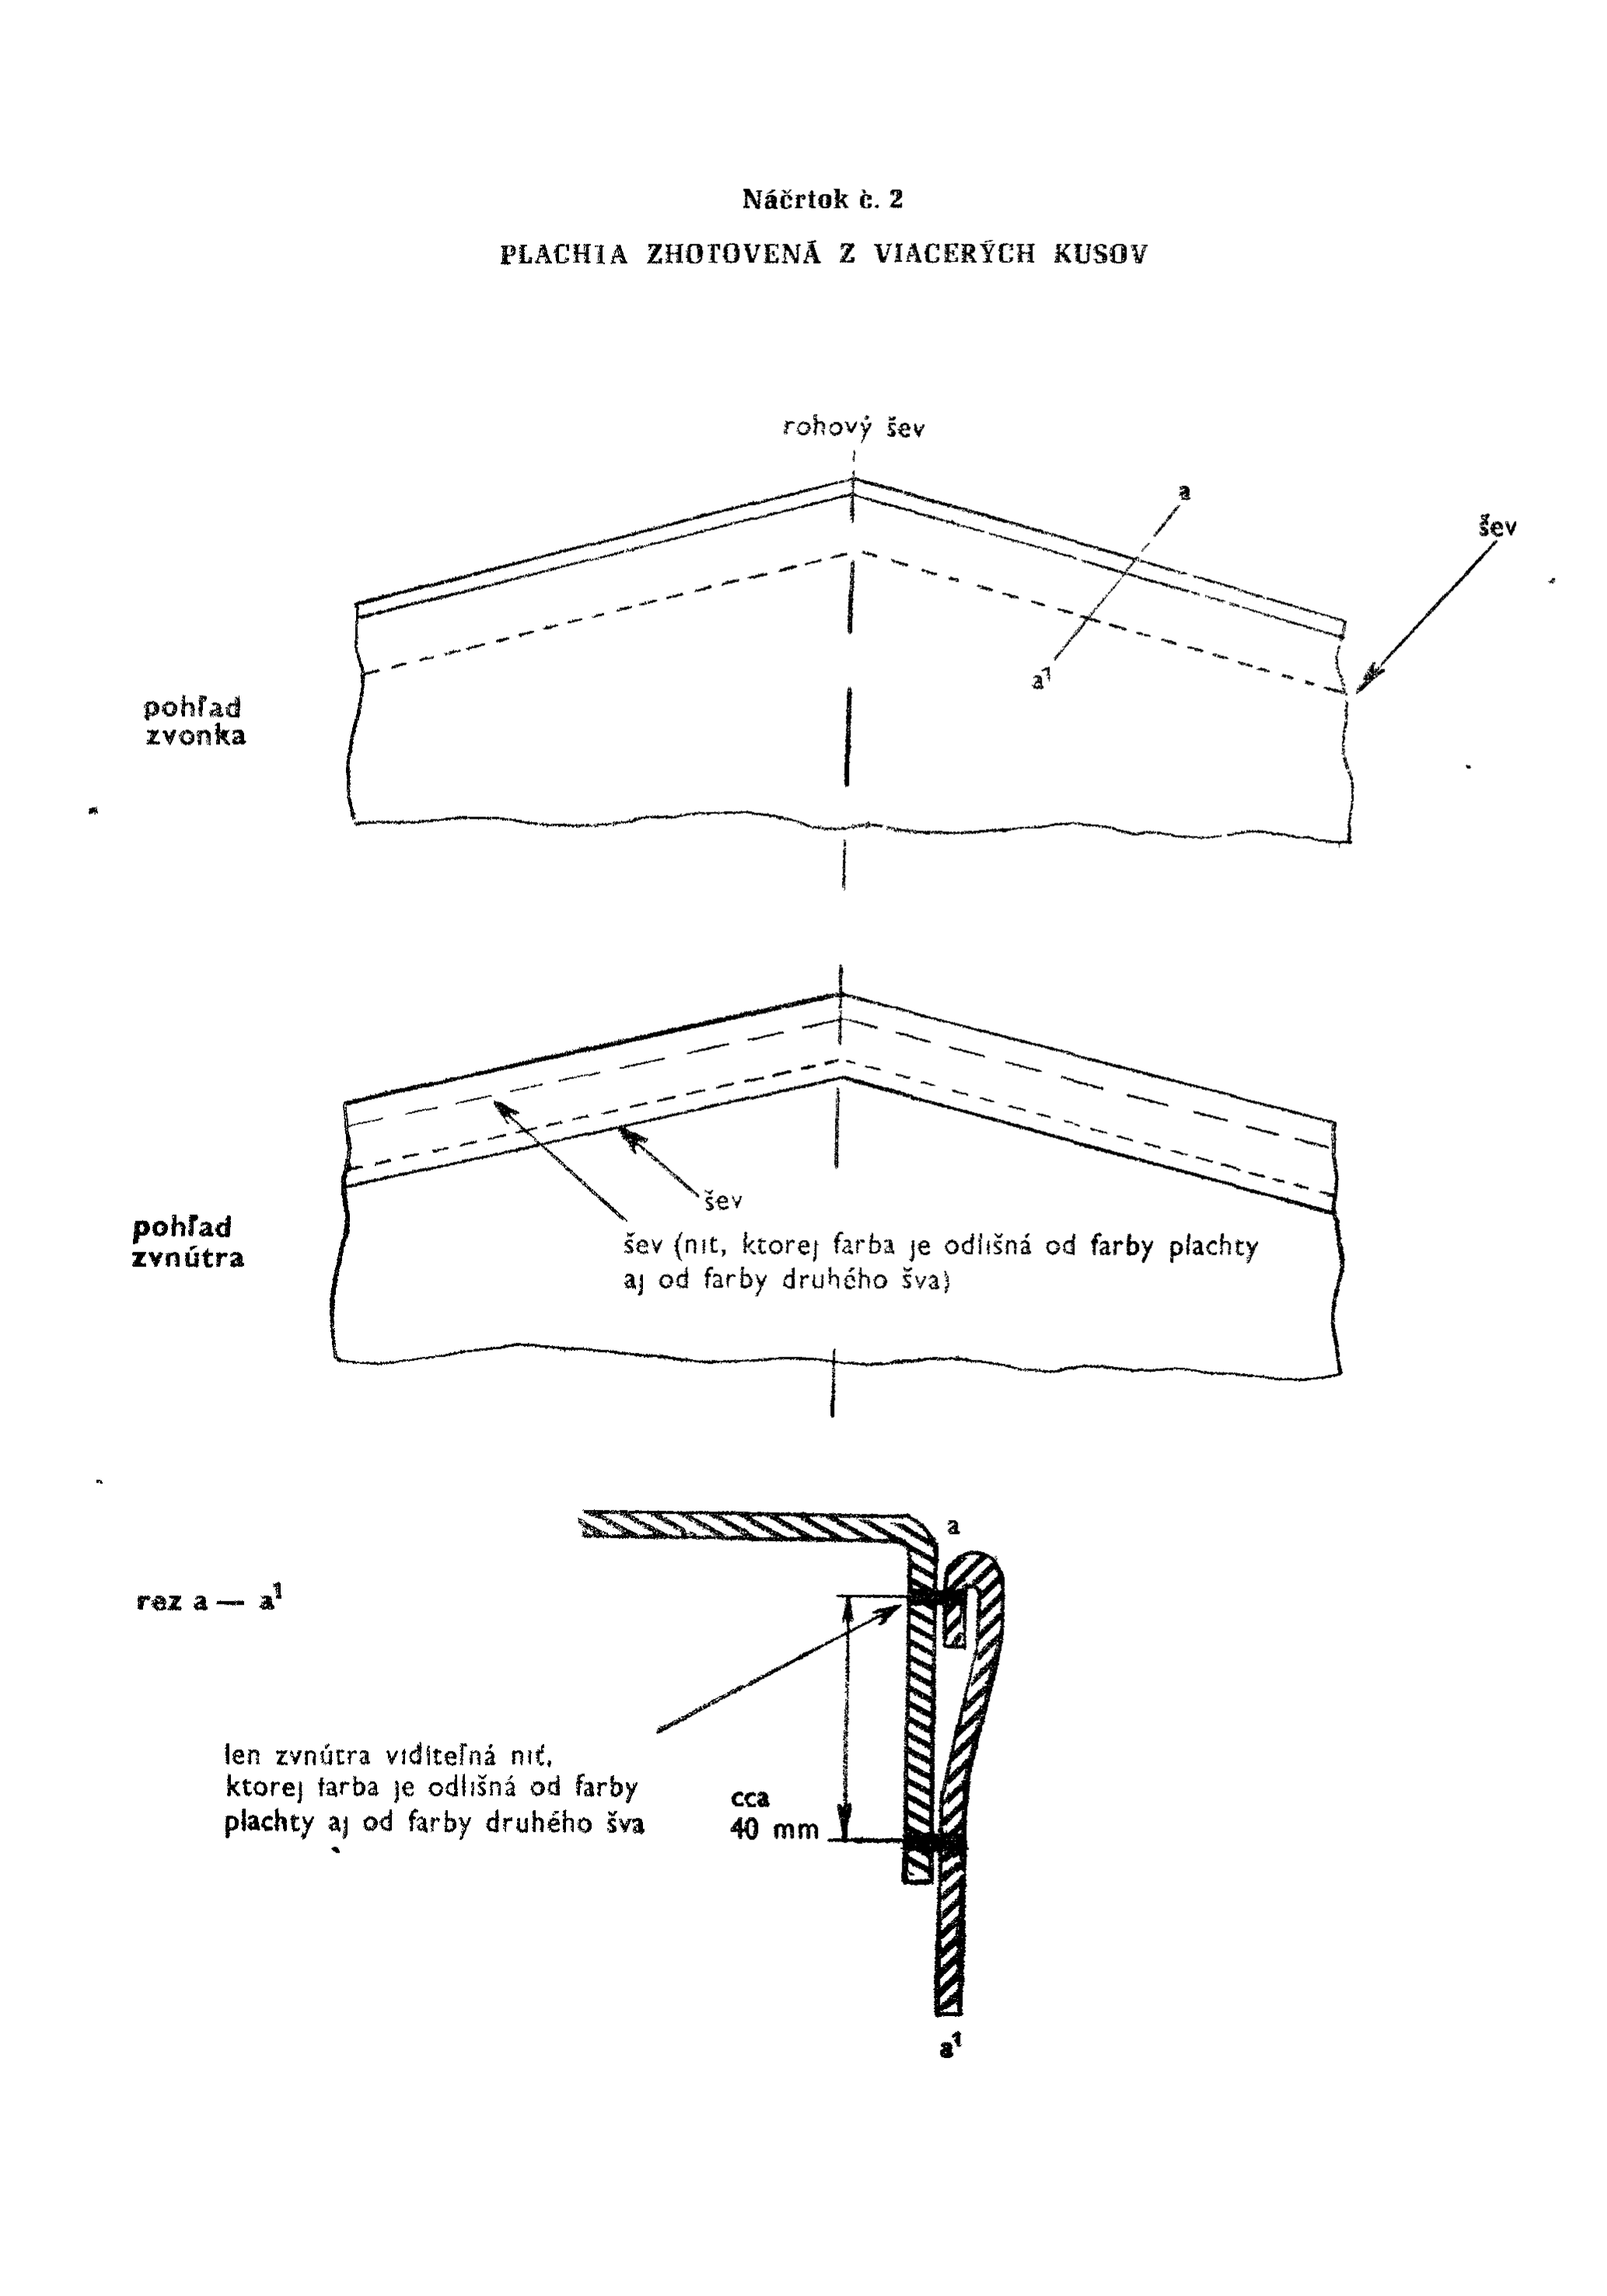 Náčrtok č. 2
PLACHTA ZHOTOVENÁ Z VIACERÝCH KUSOV
rohový šev
a
šev
a¹
pohľad
zvonka
šev
pohľad
zvnútra
šev (nit, ktorej farba je odlišná od farby plachty
aj od farby druhého šva)
a
rez a — a¹
len zvnútra viditeľná niť,
ktorej farba je odlišná od farby
plachty aj od farby druhého šva
cca
40 mm
a¹